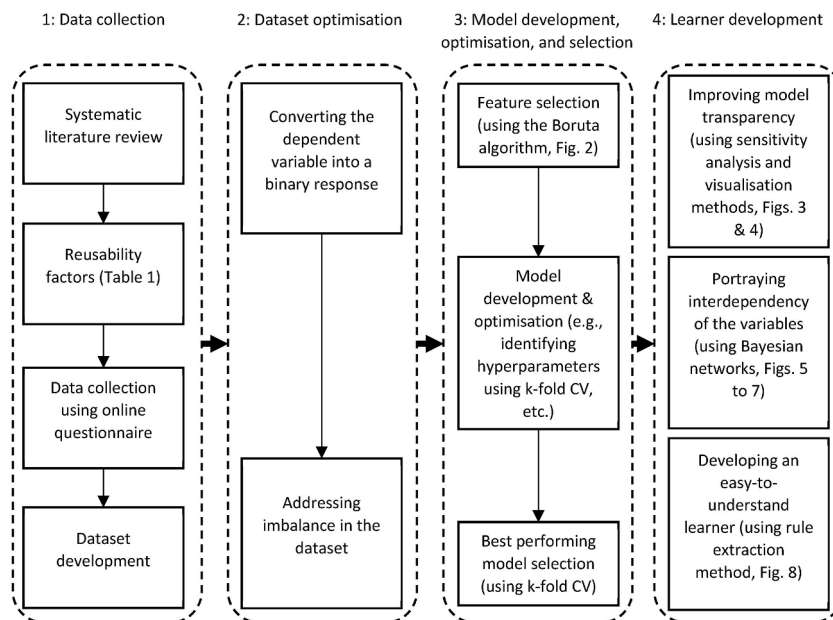 1: Data collection
Systematic
literature review
Reusability
factors (Table 1)
Data collection
using online
questionnaire
Dataset
development
2: Dataset optimisation
Converting the
dependent
variable into a
binary response
Addressing
imbalance in the
dataset
3: Model development,
optimisation, and selection
Feature selection
(using the Boruta
algorithm, Fig. 2)
Model
development &
optimisation (e.g.,
identifying
hyperparameters
using k-fold CV,
etc.)
Best performing
model selection
(using k-fold CV)
4: Learner development
Improving model
transparency
(using sensitivity
analysis and
visualisation
methods, Figs. 3
& 4)
Portraying
interdependency
of the variables
(using Bayesian
networks, Figs. 5
to 7)
Developing an
easy-to-
understand
learner (using rule
extraction
method, Fig. 8)